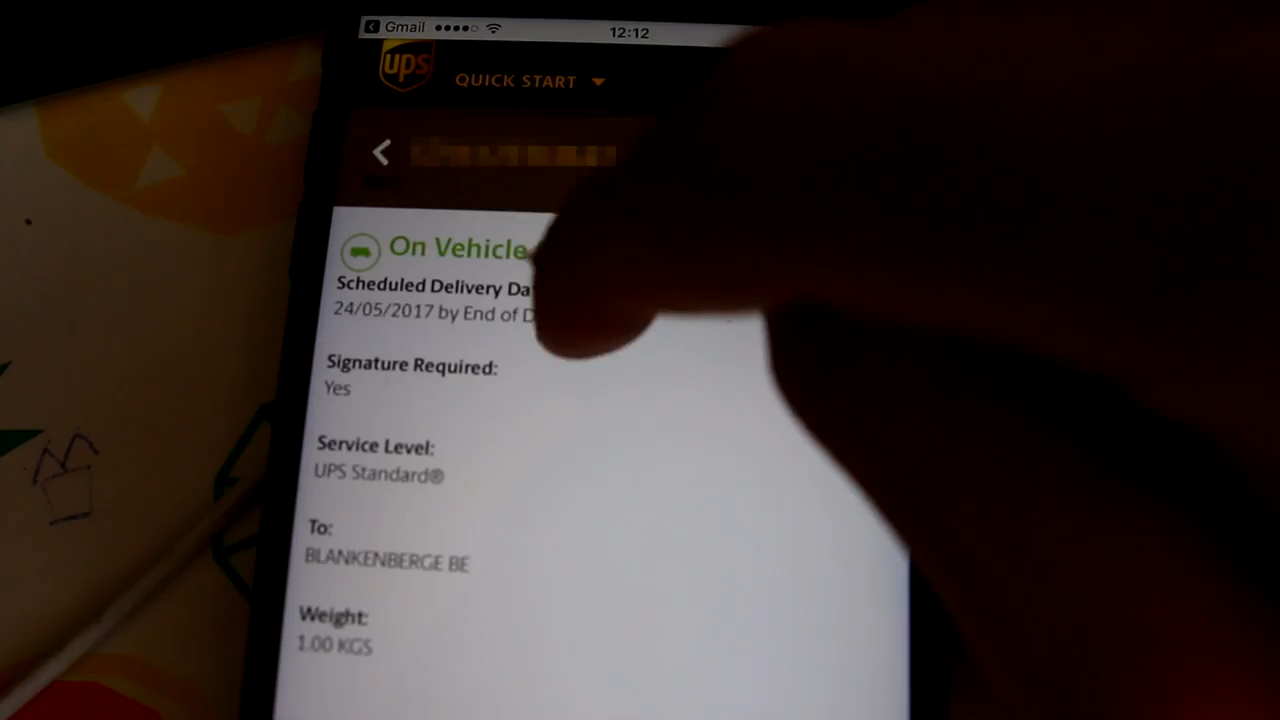 Gmail 12:12
ups QUICK START
On Vehicle
Scheduled Delivery
24/05/2017 by End of
Signature Required:
Yes
Service Level:
UPS Standard®
To:
BLANKENBERGE BE
Weight:
1.00 KGS